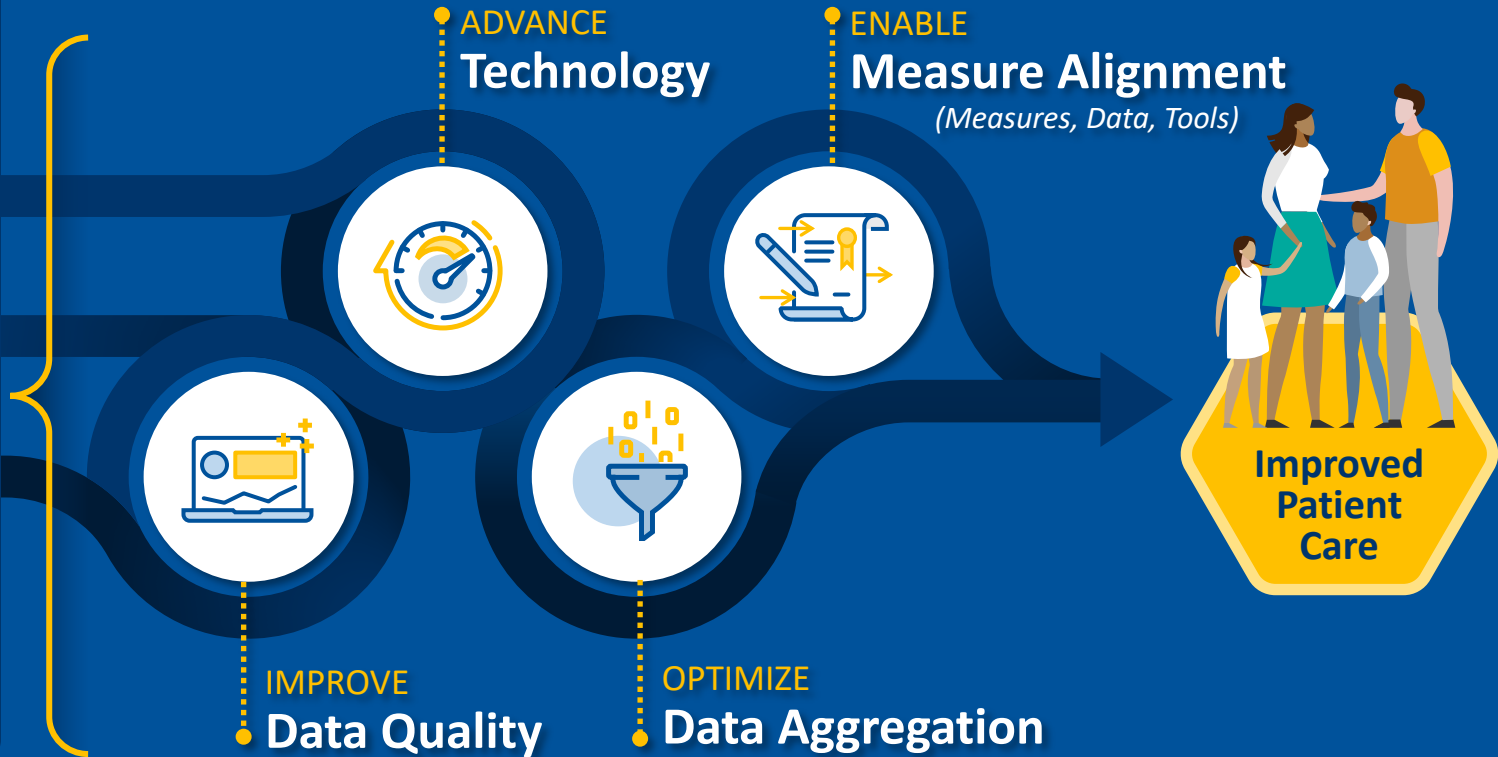 ADVANCE
Technology
ENABLE
Measure Alignment
(Measures, Data, Tools)
IMPROVE
Data Quality
OPTIMIZE
Data Aggregation
Improved
Patient
Care